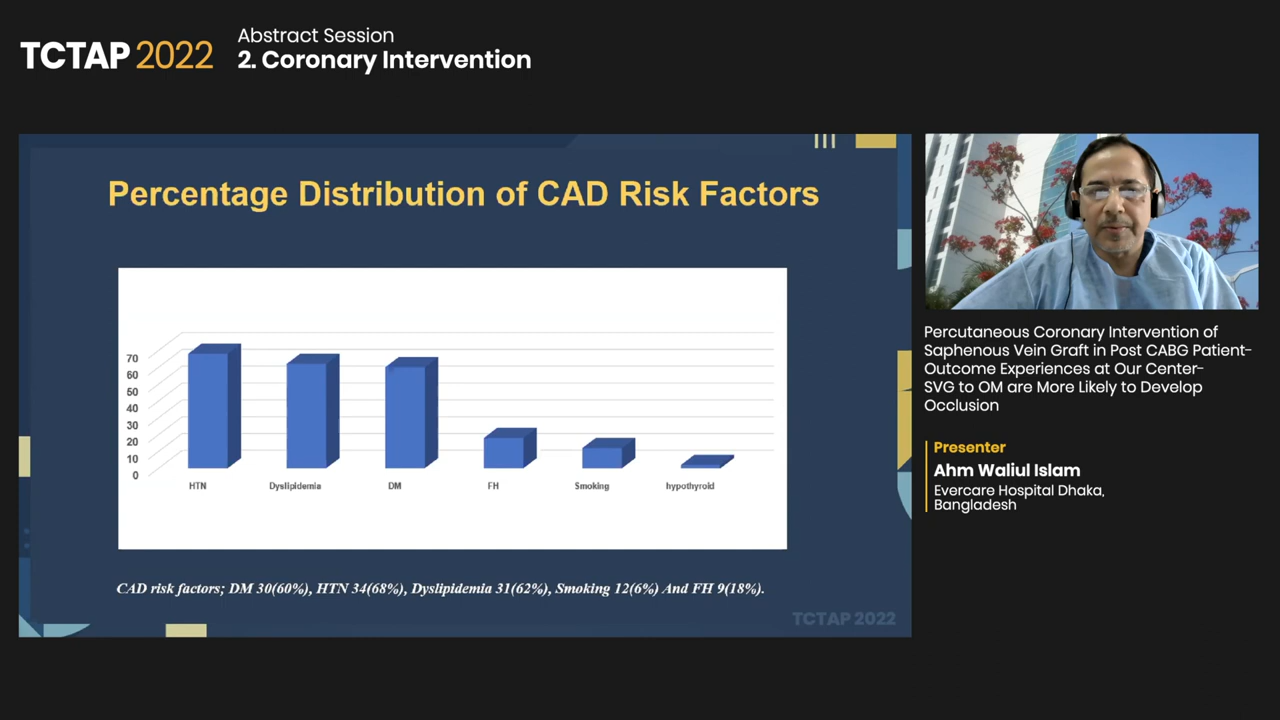 TCTAP 2022
Abstract Session
2. Coronary Intervention
Percentage Distribution of CAD Risk Factors
70
60
50
40
30
20
10
0
HTN
Dyslipidemia
DM
FH
Smoking
hypothyroid
CAD risk factors; DM 30(60%), HTN 34(68%), Dyslipidemia 31(62%), Smoking 12(6%) And FH 9(18%).
TCTAP 2022
Percutaneous Coronary Intervention of
Saphenous Vein Graft in Post CABG Patient-
Outcome Experiences at Our Center-
SVG to OM are More Likely to Develop
Occlusion
Presenter
Ahm Waliul Islam
Evercare Hospital Dhaka,
Bangladesh